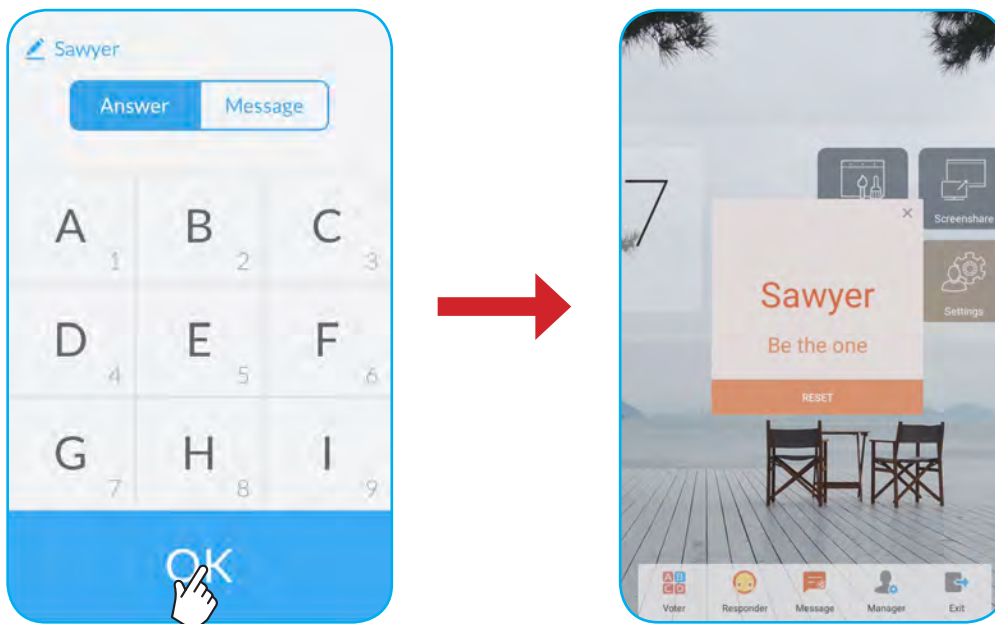 Sawyer
Answer Message
A 1 B 2 C 3
D 4 E 5 F 6
G 7 H 8 I 9
OK
7
Screenshare
Settings
×
Sawyer
Be the one
RESET
A B
C D
Voter Responder Message Manager Exit